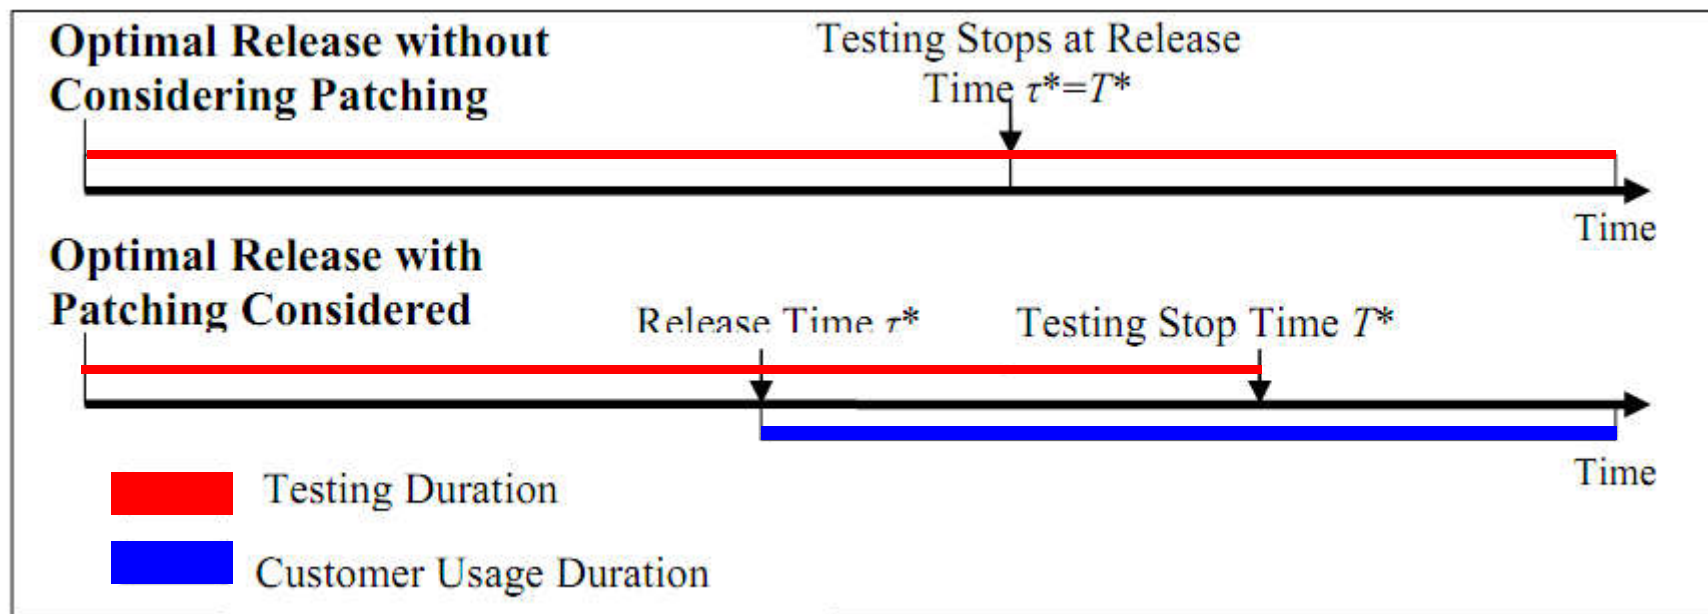 Optimal Release without
Considering Patching
Testing Stops at Release
Time τ*=T*
Time
Optimal Release with
Patching Considered
Release Time τ*
Testing Stop Time T*
Time
Testing Duration
Customer Usage Duration